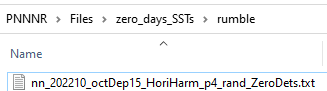 PNNNR > Files > zero_days_SSTs > rumble
Name
nn_202210_octDep15_HoriHarm_p4_rand_ZeroDets.txt